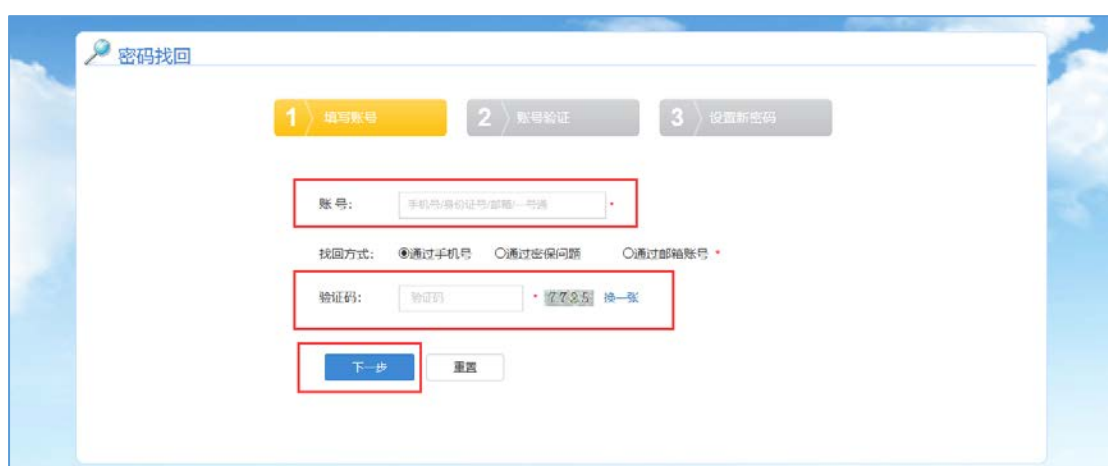 密码找回
1 填写账号 2 账号验证 3 设置新密码
账号： 手机号/身份证号/邮箱/一号通 *
找回方式： 通过手机号 通过密保问题 通过邮箱账号 *
验证码： 验证码 * 7725 换一张
下一步 重置